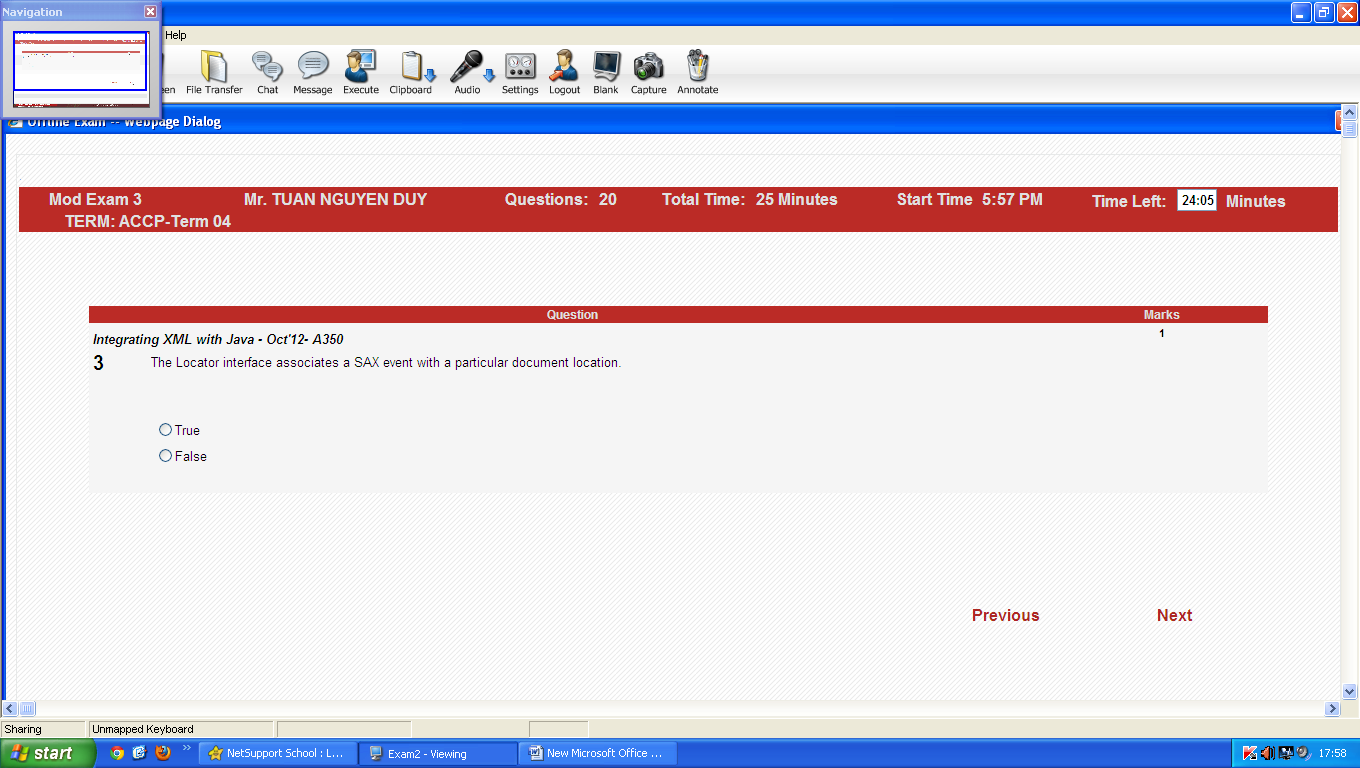 Navigation
Help
een
File Transfer
Chat
Message
Execute
Clipboard
Audio
Settings
Logout
Blank
Capture
Annotate
Offline Exam -- Webpage Dialog
Mod Exam 3 Mr. TUAN NGUYEN DUY Questions: 20 Total Time: 25 Minutes Start Time 5:57 PM Time Left: 24:05 Minutes
TERM: ACCP-Term 04
Question Marks
Integrating XML with Java - Oct'12- A350 1
3 The Locator interface associates a SAX event with a particular document location.
True
False
Previous Next
Sharing Unmapped Keyboard
start NetSupport School : L... Exam2 - Viewing New Microsoft Office ... 17:58